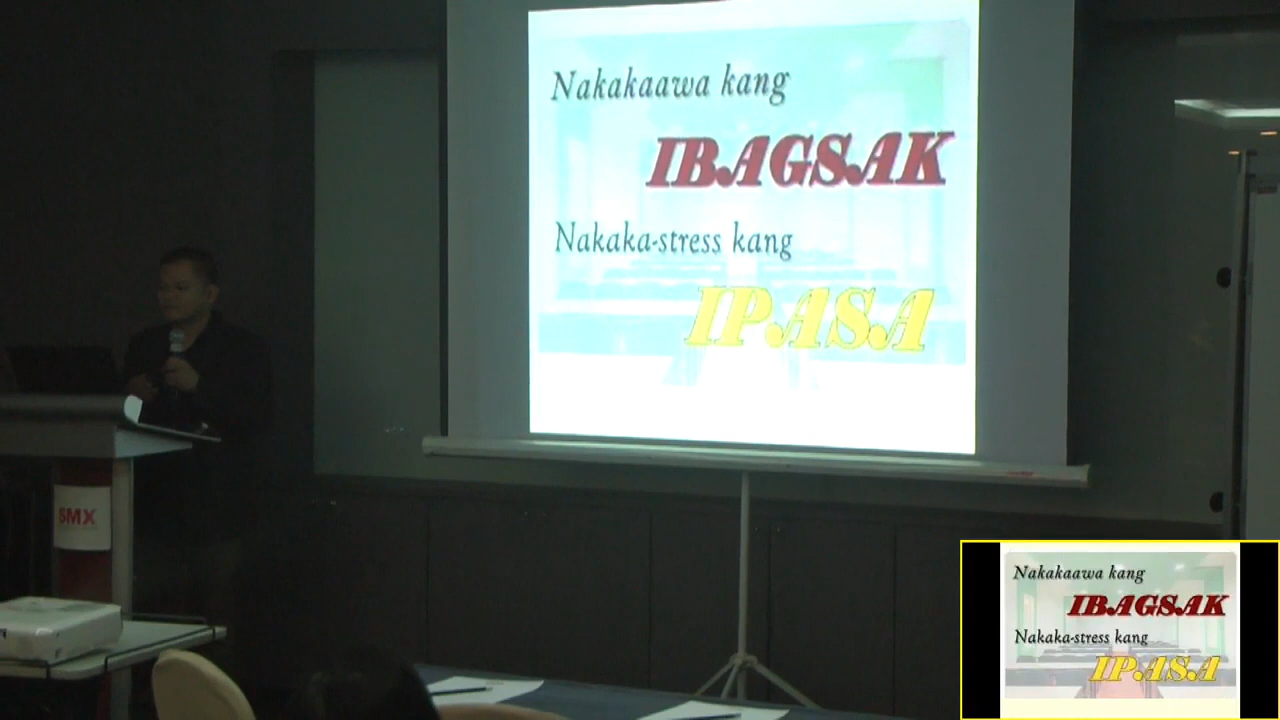 Nakakaawa kang
IBAGSAK
Nakaka-stress kang
IPASA
SMX
Nakakaawa kang
IBAGSAK
Nakaka-stress kang
IPASA